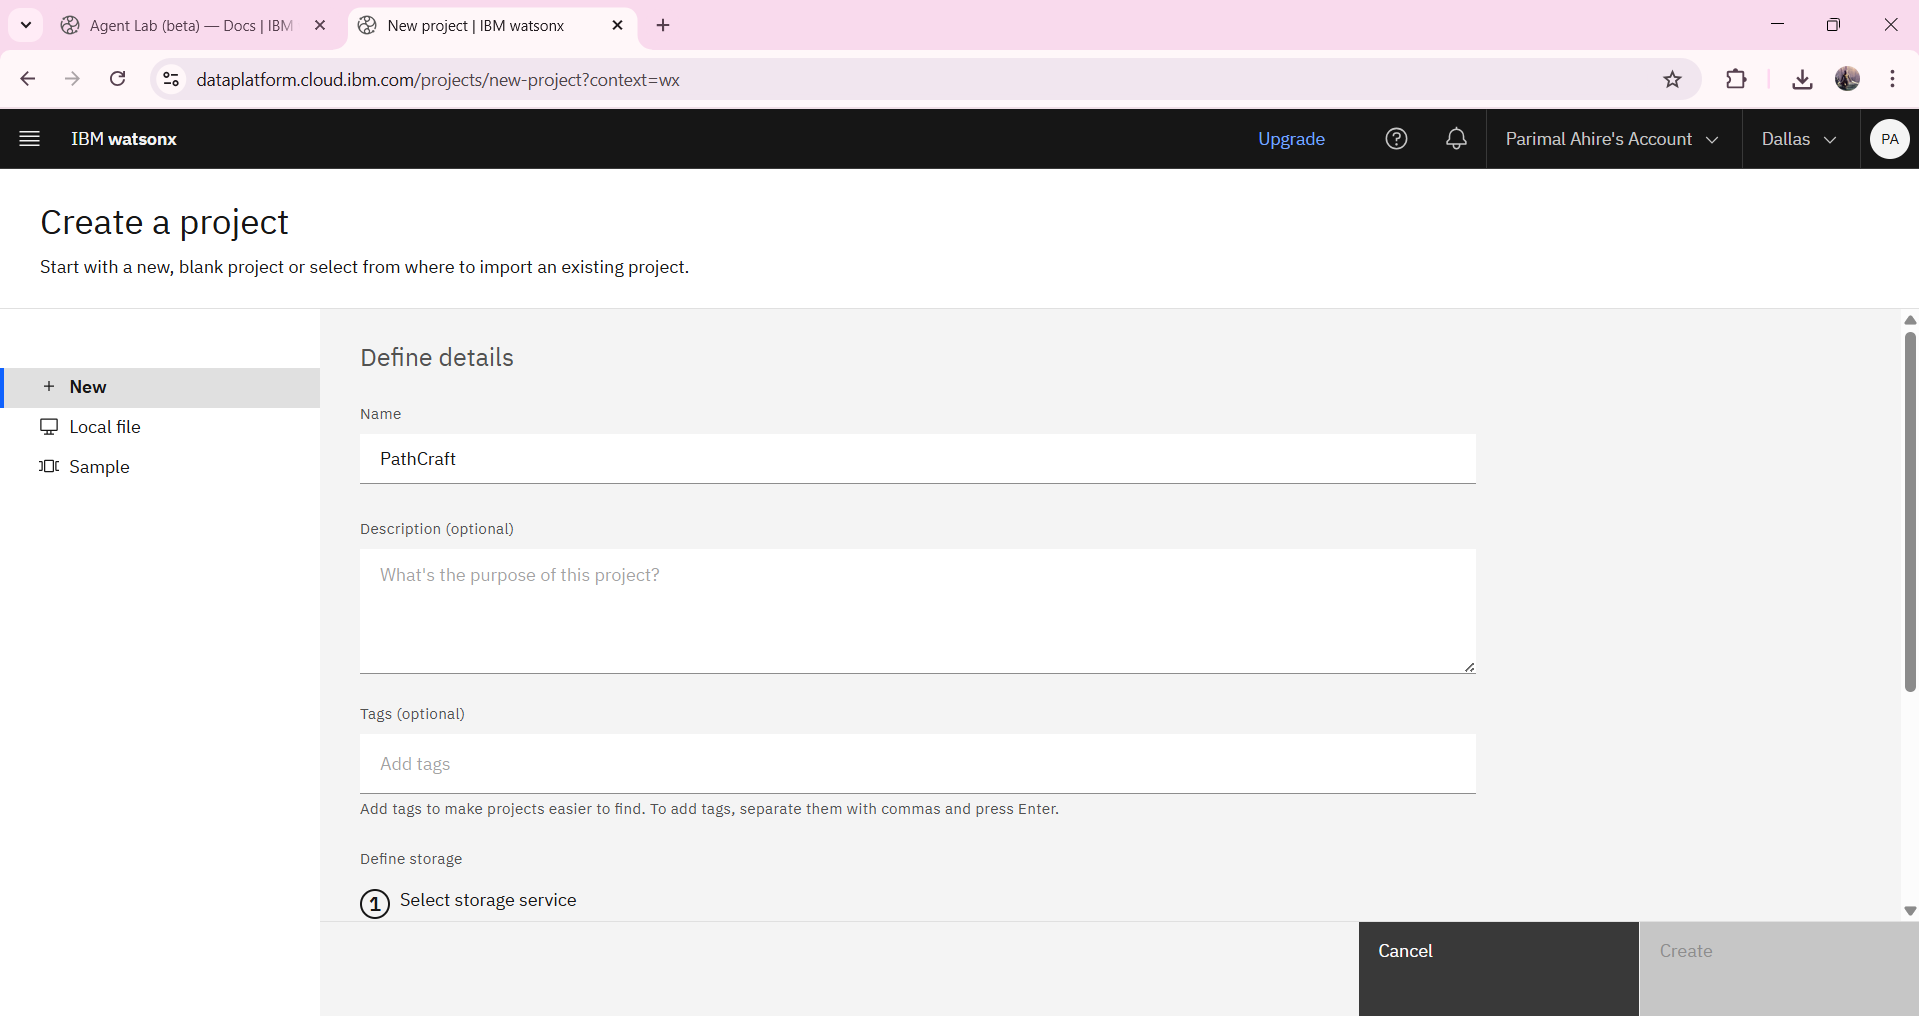 Agent Lab (beta) — Docs | IBM
New project | IBM watsonx
dataplatform.cloud.ibm.com/projects/new-project?context=wx
IBM watsonx
Upgrade
Parimal Ahire's Account
Dallas
PA
Create a project
Start with a new, blank project or select from where to import an existing project.
New
Local file
Sample
Define details
Name
PathCraft
Description (optional)
What's the purpose of this project?
Tags (optional)
Add tags
Add tags to make projects easier to find. To add tags, separate them with commas and press Enter.
Define storage
1 Select storage service
Cancel
Create